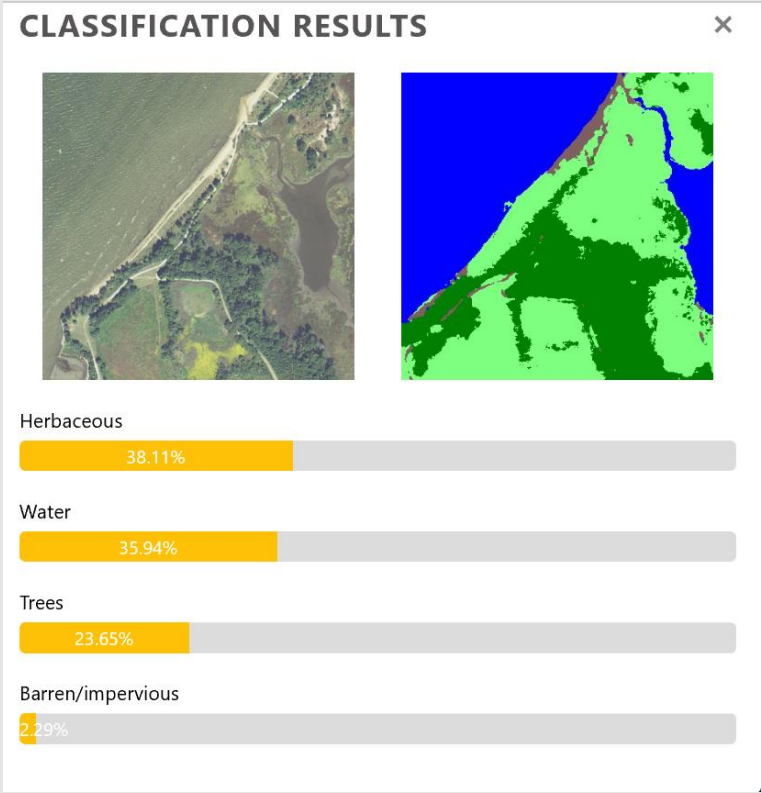 CLASSIFICATION RESULTS ×
Herbaceous
38.11%
Water
35.94%
Trees
23.65%
Barren/impervious
2.29%